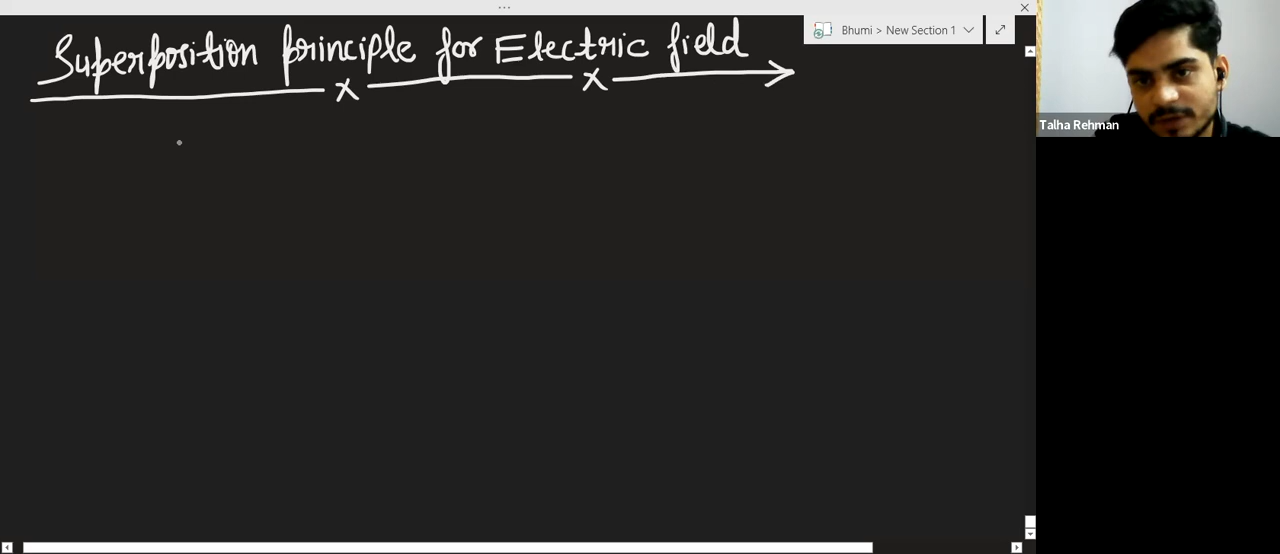 Superposition principle for Electric field
Bhumi > New Section 1
Talha Rehman